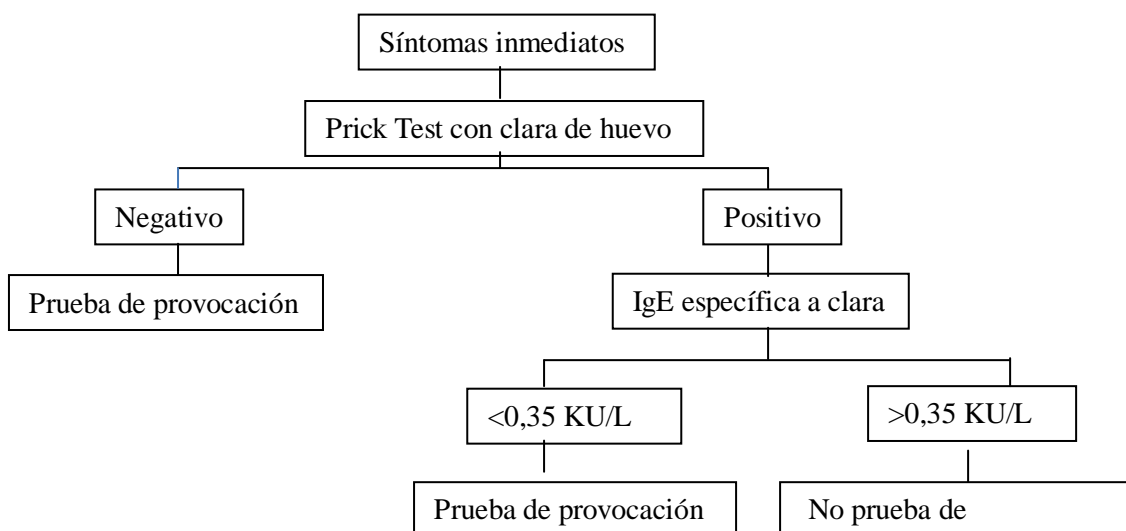 Síntomas inmediatos
Prick Test con clara de huevo
Negativo
Positivo
Prueba de provocación
IgE específica a clara
<0,35 KU/L
>0,35 KU/L
Prueba de provocación
No prueba de